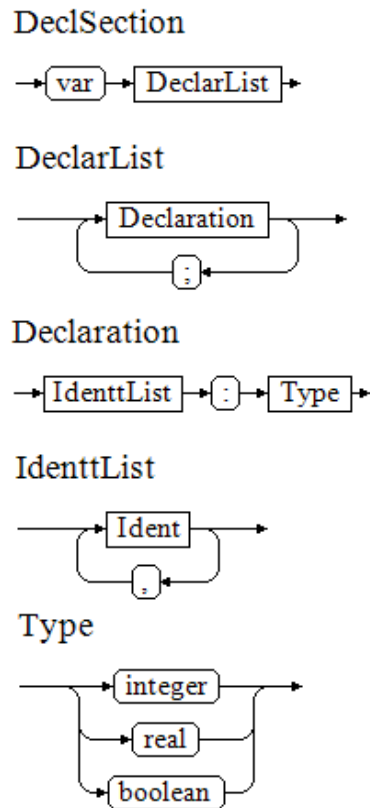 DeclSection
var DeclarList
DeclarList
Declaration
;
Declaration
IdenttList : Type
IdenttList
Ident
,
Type
integer
real
boolean